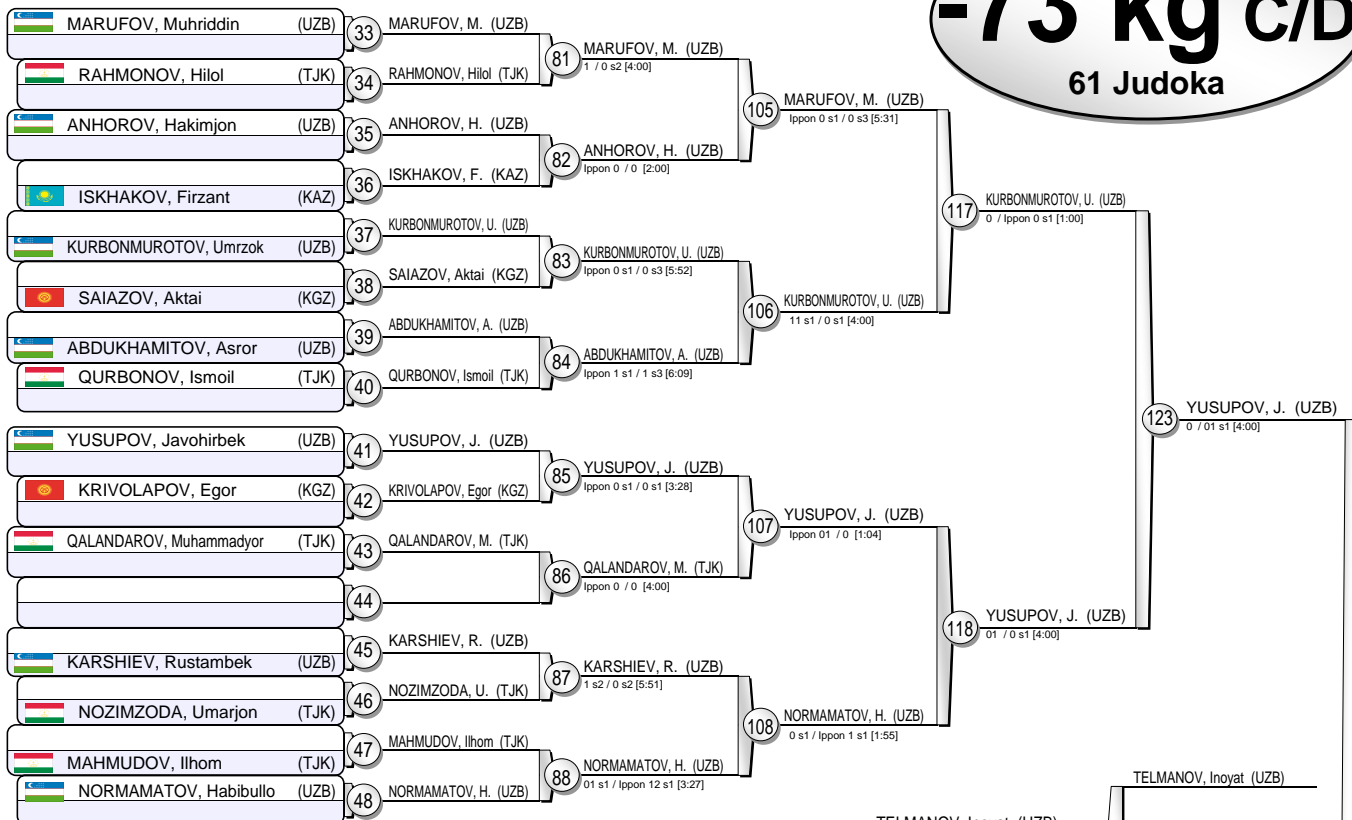 -73 kg C/D
61 Judoka
MARUFOV, Muhriddin (UZB)
33
RAHMONOV, Hilol (TJK)
34
ANHOROV, Hakimjon (UZB)
35
36
ISKHAKOV, Firzant (KAZ)
37
KURBONMUROTOV, Umrzok (UZB)
38
SAIAZOV, Aktai (KGZ)
39
ABDUKHAMITOV, Asror (UZB)
QURBONOV, Ismoil (TJK)
40
YUSUPOV, Javohirbek (UZB)
41
KRIVOLAPOV, Egor (KGZ)
42
QALANDAROV, Muhammadyor (TJK)
43
44
45
KARSHIEV, Rustambek (UZB)
46
NOZIMZODA, Umarjon (TJK)
47
MAHMUDOV, Ilhom (TJK)
NORMAMATOV, Habibullo (UZB)
48
MARUFOV, M. (UZB)
RAHMONOV, Hilol (TJK)
81
ANHOROV, H. (UZB)
ISKHAKOV, F. (KAZ)
82
KURBONMUROTOV, U. (UZB)
SAIAZOV, Aktai (KGZ)
83
ABDUKHAMITOV, A. (UZB)
QURBONOV, Ismoil (TJK)
84
YUSUPOV, J. (UZB)
KRIVOLAPOV, Egor (KGZ)
85
QALANDAROV, M. (TJK)
86
KARSHIEV, R. (UZB)
NOZIMZODA, U. (TJK)
87
MAHMUDOV, Ilhom (TJK)
NORMAMATOV, H. (UZB)
88
MARUFOV, M. (UZB)
1 / 0 s2 [4:00]
105
ANHOROV, H. (UZB)
Ippon 0 / 0 [2:00]
KURBONMUROTOV, U. (UZB)
Ippon 0 s1 / 0 s3 [5:52]
106
ABDUKHAMITOV, A. (UZB)
Ippon 1 s1 / 1 s3 [6:09]
YUSUPOV, J. (UZB)
Ippon 0 s1 / 0 s1 [3:28]
107
QALANDAROV, M. (TJK)
Ippon 0 / 0 [4:00]
KARSHIEV, R. (UZB)
1 s2 / 0 s2 [5:51]
108
NORMAMATOV, H. (UZB)
01 s1 / Ippon 12 s1 [3:27]
MARUFOV, M. (UZB)
Ippon 0 s1 / 0 s3 [5:31]
117
KURBONMUROTOV, U. (UZB)
11 s1 / 0 s1 [4:00]
YUSUPOV, J. (UZB)
Ippon 01 / 0 [1:04]
118
NORMAMATOV, H. (UZB)
0 s1 / Ippon 1 s1 [1:55]
KURBONMUROTOV, U. (UZB)
0 / Ippon 0 s1 [1:00]
123
YUSUPOV, J. (UZB)
01 / 0 s1 [4:00]
YUSUPOV, J. (UZB)
0 / 01 s1 [4:00]
TELMANOV, Inoyat (UZB)
TELMANOV, Inoyat (UZB)